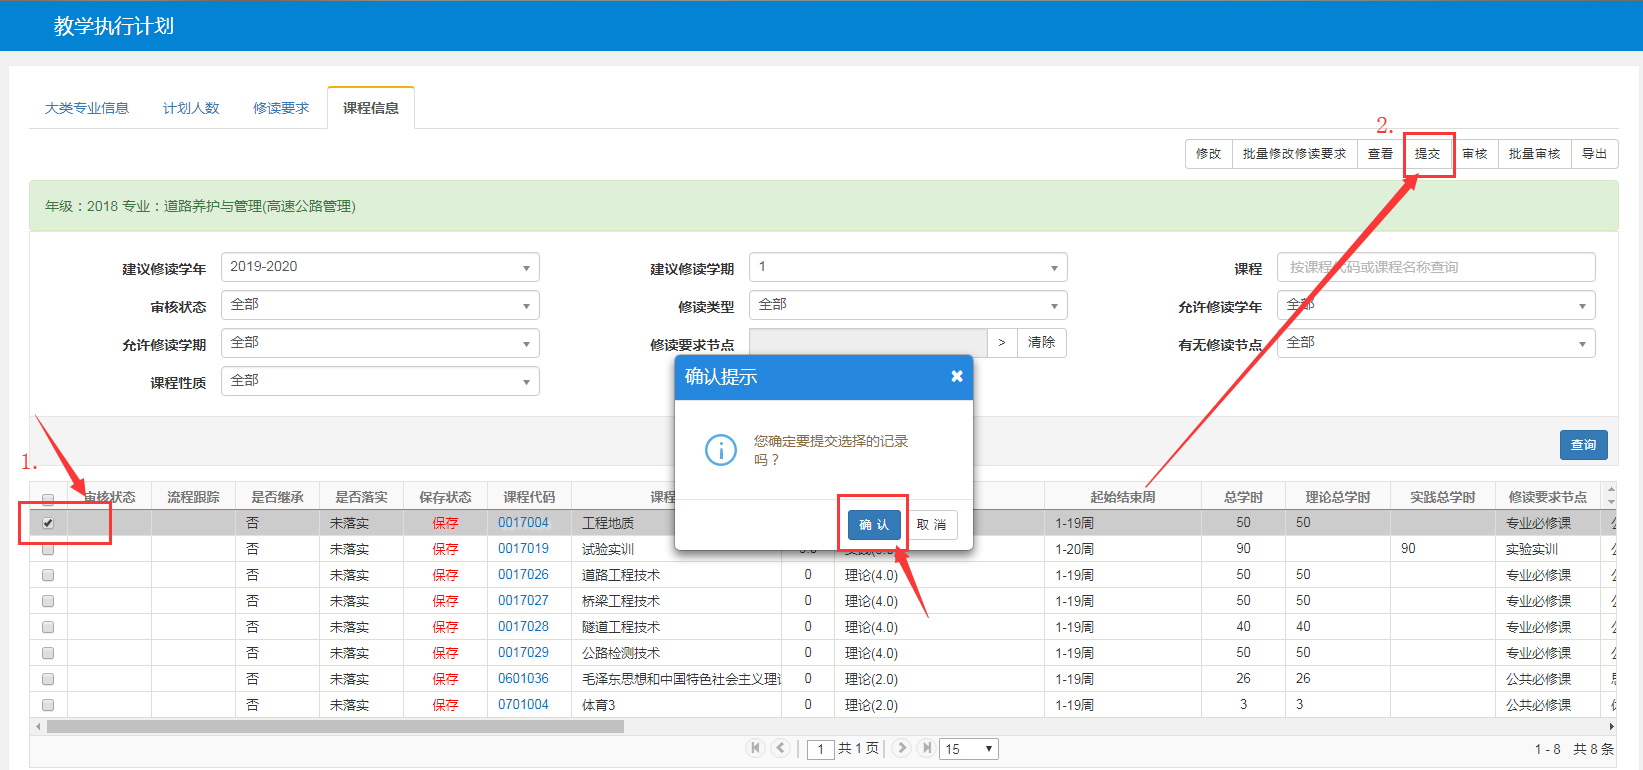 教学执行计划
大类专业信息 计划人数 修读要求 课程信息
2.
修改 批量修改修读要求 查看 提交 审核 批量审核 导出
年级：2018 专业：道路养护与管理(高速公路管理)
建议修读学年 2019-2020 建议修读学期 1 课程 按课程代码或课程名称查询
审核状态 全部 修读类型 全部 允许修读学年 全部
允许修读学期 全部 修读要求节点 > 清除 有无修读节点 全部
课程性质 全部
确认提示
您确定要提交选择的记录
吗？
确 认 取 消
查询
1.
审核状态 流程跟踪 是否继承 是否落实 保存状态 课程代码 课程 起始结束周 总学时 理论总学时 实践总学时 修读要求节点
否 未落实 保存 0017004 工程地质 1-19周 50 50 专业必修课
否 未落实 保存 0017019 试验实训 1-20周 90 90 实验实训
否 未落实 保存 0017026 道路工程技术 0 理论(4.0) 1-19周 50 50 专业必修课
否 未落实 保存 0017027 桥梁工程技术 0 理论(4.0) 1-19周 50 50 专业必修课
否 未落实 保存 0017028 隧道工程技术 0 理论(4.0) 1-19周 40 40 专业必修课
否 未落实 保存 0017029 公路检测技术 0 理论(4.0) 1-19周 50 50 专业必修课
否 未落实 保存 0601036 毛泽东思想和中国特色社会主义理 0 理论(2.0) 1-19周 26 26 公共必修课
否 未落实 保存 0701004 体育3 0 理论(2.0) 1-19周 3 3 公共必修课
1 共 1 页 15 1 - 8 共 8 条